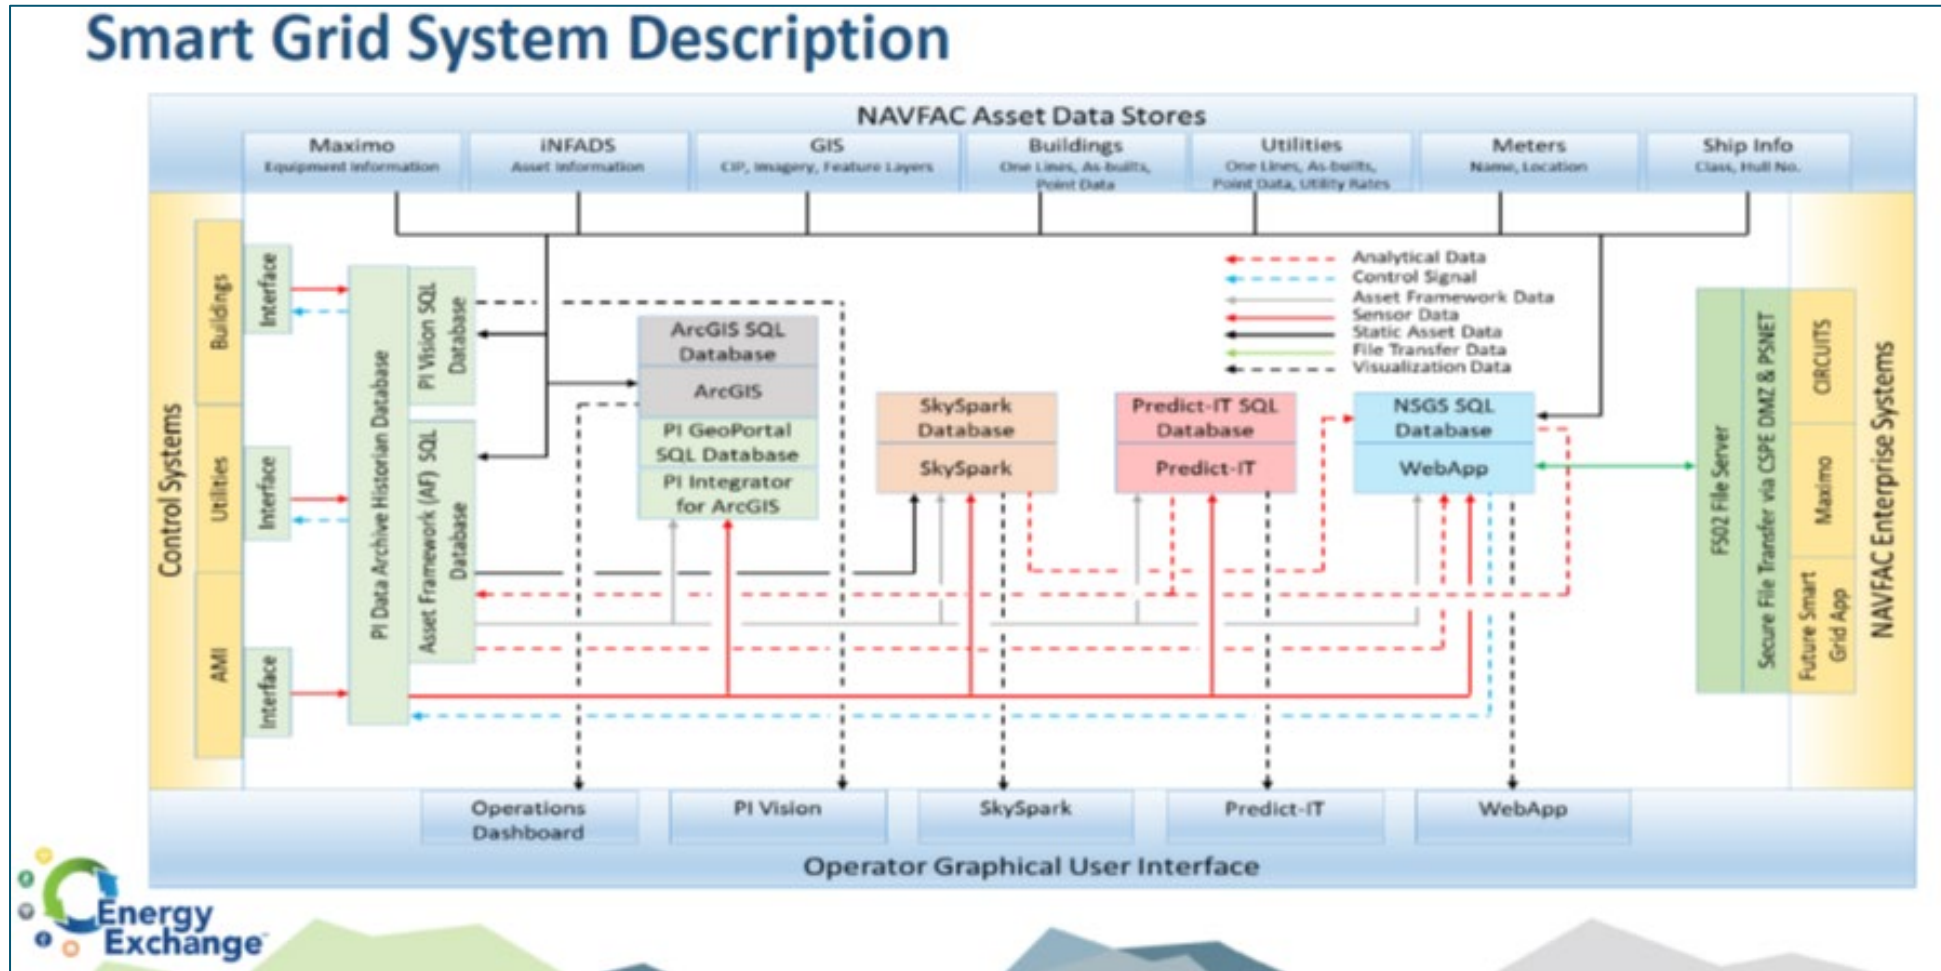 Smart Grid System Description
NAVFAC Asset Data Stores
Maximo
Equipment Information
iNFADS
Asset Information
GIS
CIP, Imagery, Feature Layers
Buildings
One Lines, As-builts,
Point Data
Utilities
One Lines, As-builts,
Point Data, Utility Rates
Meters
Name, Location
Ship Info
Class, Hull No.
Control Systems
Buildings
Utilities
AMI
Interface
Interface
Interface
PI Data Archive Historian Database
PI Vision SQL
Database
Asset Framework (AF) SQL
Database
ArcGIS SQL
Database
ArcGIS
PI GeoPortal
SQL Database
PI Integrator
for ArcGIS
SkySpark
Database
SkySpark
Predict-IT SQL
Database
Predict-IT
NSGS SQL
Database
WebApp
Analytical Data
Control Signal
Asset Framework Data
Sensor Data
Static Asset Data
File Transfer Data
Visualization Data
FS02 File Server
Secure File Transfer via CSPE DMZ & PSNET
CIRCUITS
Maximo
Future Smart
Grid App
NAVFAC Enterprise Systems
Operations
Dashboard
PI Vision
SkySpark
Predict-IT
WebApp
Operator Graphical User Interface
Energy
Exchange